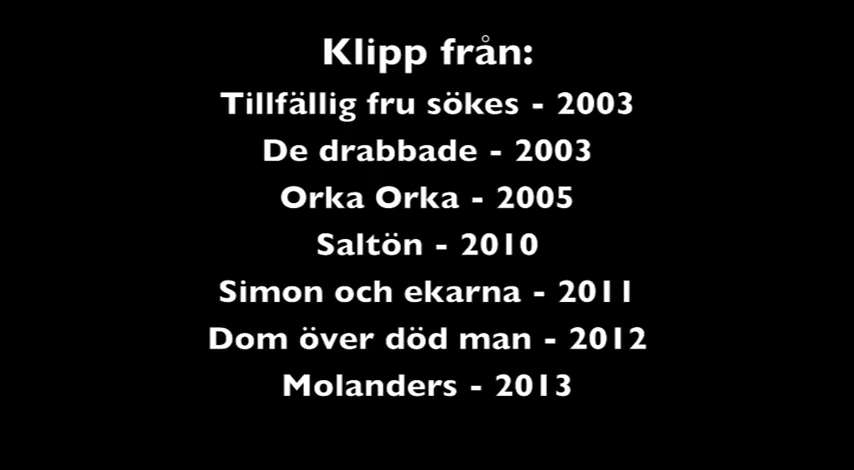 Klipp från:
Tillfällig fru sökes - 2003
De drabbade - 2003
Orka Orka - 2005
Saltön - 2010
Simon och ekarna - 2011
Dom över död man - 2012
Molanders - 2013